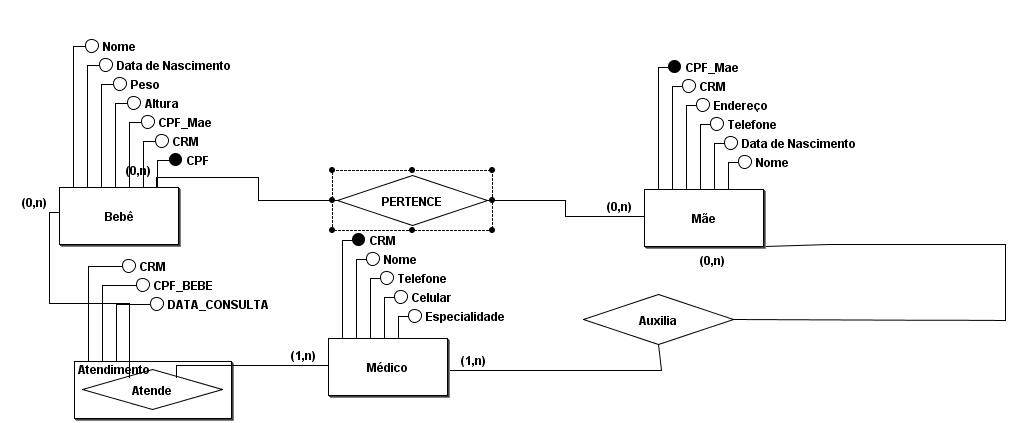 Nome
Data de Nascimento
Peso
Altura
CPF_Mae
CRM
CPF
(0,n)
(0,n)
Bebê
PERTENCE
CPF_Mae
CRM
Endereço
Telefone
Data de Nascimento
Nome
(0,n)
Mãe
(0,n)
CRM
Nome
Telefone
Celular
Especialidade
CRM
CPF_BEBE
DATA_CONSULTA
Auxilia
Atendimento
Atende
(1,n)
Médico
(1,n)